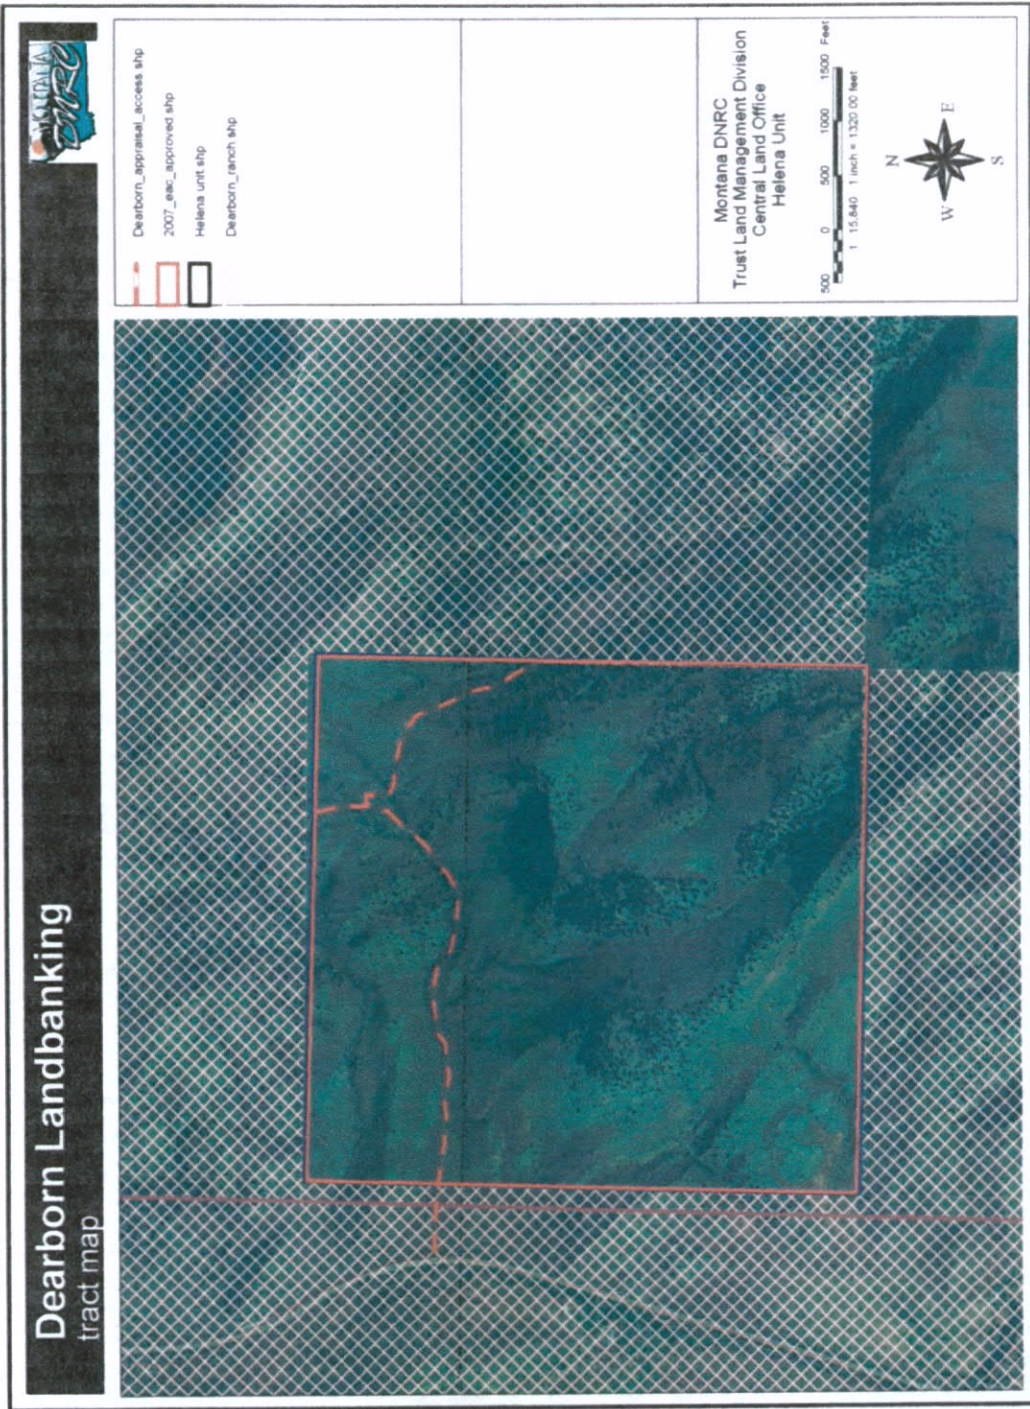 Dearborn Landbanking
tract map
MONTANA
DNRC
Dearborn_appraisal_access.shp
2007_eac_approved.shp
Helena unit.shp
Dearborn_ranch.shp
Montana DNRC
Trust Land Management Division
Central Land Office
Helena Unit
500 0 500 1000 1500 Feet
1 15,840 1 inch = 1320.00 feet
N
W E
S